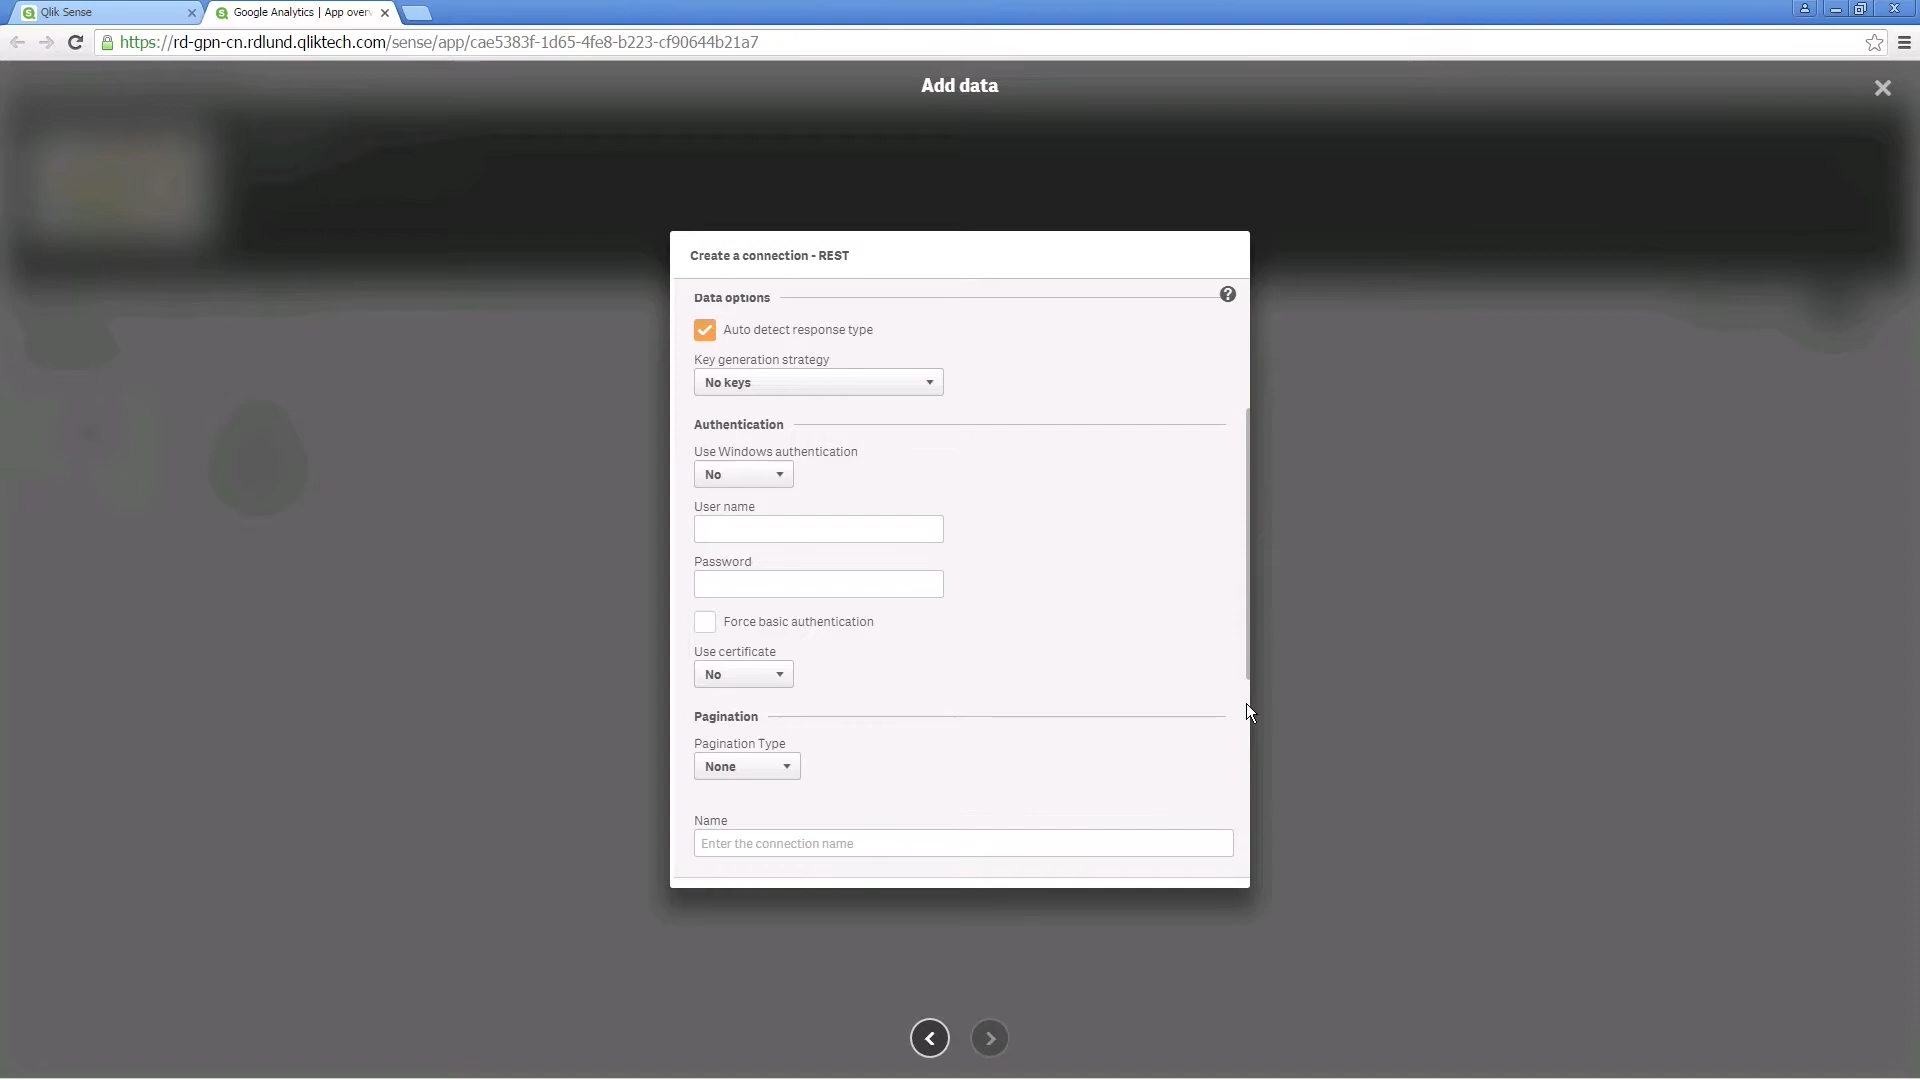 Qlik Sense
Google Analytics | App over
https://rd-gpn-cn.rdlund.qliktech.com/sense/app/cae5383f-1d65-4fe8-b223-cf90644b21a7
Add data
Create a connection - REST
Data options
Auto detect response type
Key generation strategy
No keys
Authentication
Use Windows authentication
No
User name
Password
Force basic authentication
Use certificate
No
Pagination
Pagination Type
None
Name
Enter the connection name